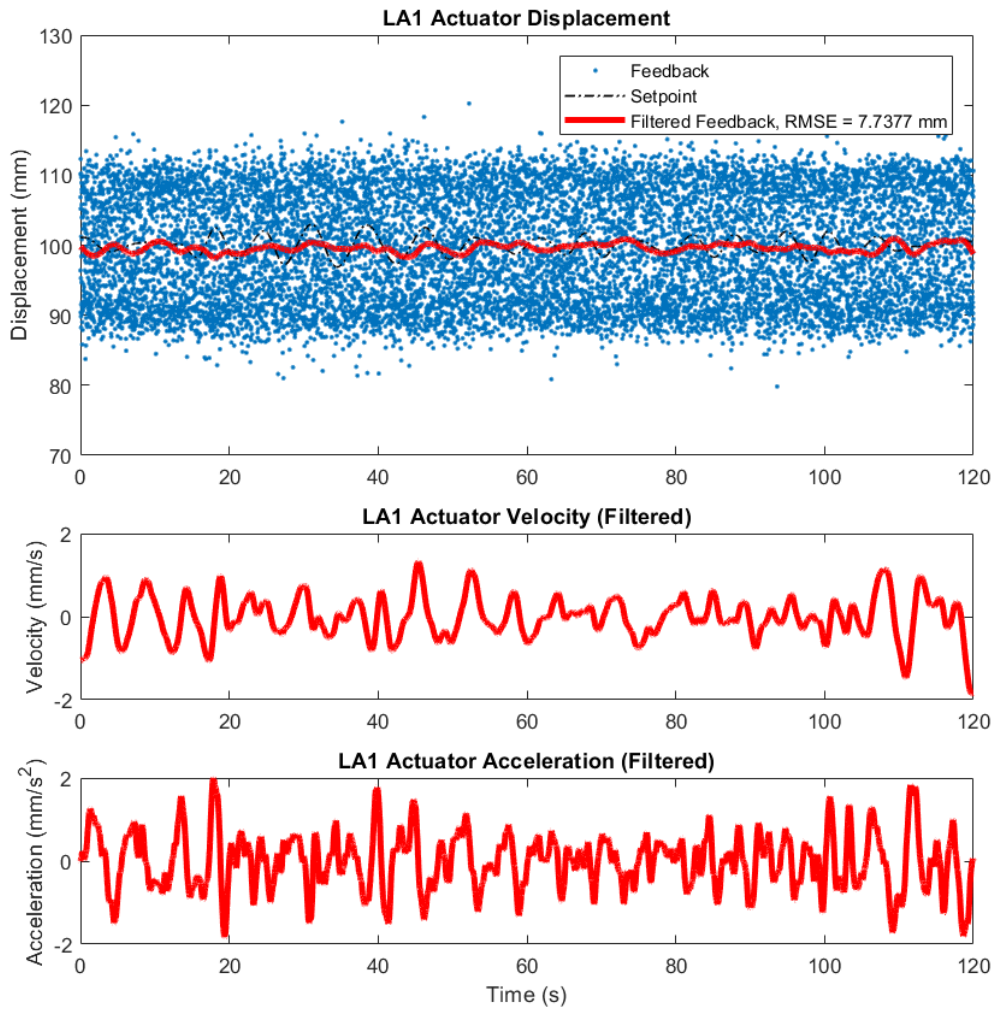 LA1 Actuator Displacement
130
120
110
100
90
80
70
Displacement (mm)
Feedback
Setpoint
Filtered Feedback, RMSE = 7.7377 mm
0 20 40 60 80 100 120
LA1 Actuator Velocity (Filtered)
2
0
-2
Velocity (mm/s)
0 20 40 60 80 100 120
LA1 Actuator Acceleration (Filtered)
2
0
-2
Acceleration (mm/s²)
0 20 40 60 80 100 120
Time (s)